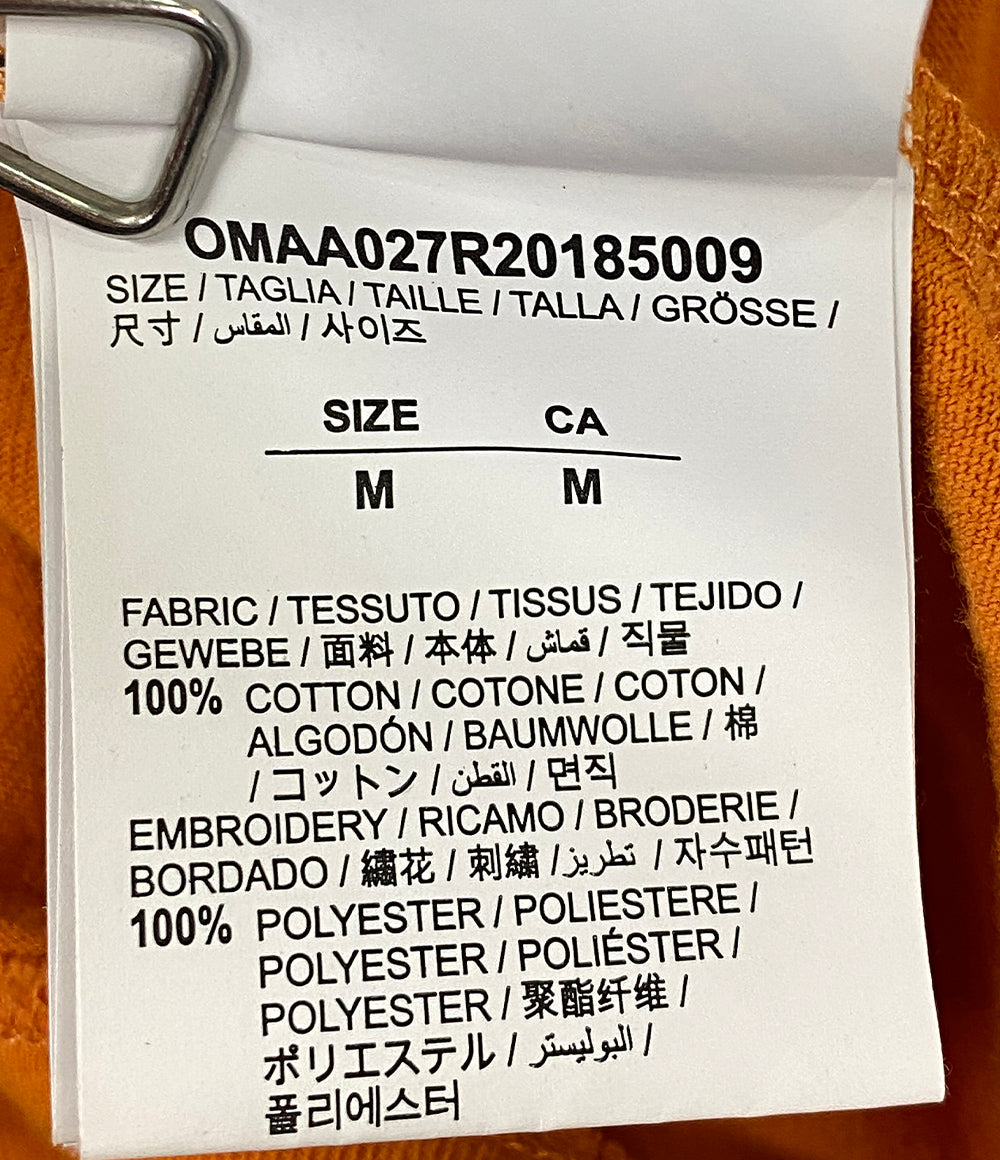 OMAA027R20185009
SIZE / TAGLIA / TAILLE / TALLA / GRÖSSE /
尺寸 / المقاس / 사이즈
SIZE CA
M M
FABRIC / TESSUTO / TISSUS / TEJIDO /
GEWEBE / 面料 / 本体 / قماش / 직물
100% COTTON / COTONE / COTON /
ALGODÓN / BAUMWOLLE / 棉
/ コットン / القطن / 면직
EMBROIDERY / RICAMO / BRODERIE /
BORDADO / 繡花 / 刺繡 / تطريز / 자수패턴
100% POLYESTER / POLIESTERE /
POLYESTER / POLIÉSTER /
POLYESTER / 聚酯纤维 /
ポリエステル / البوليستر /
폴리에스터